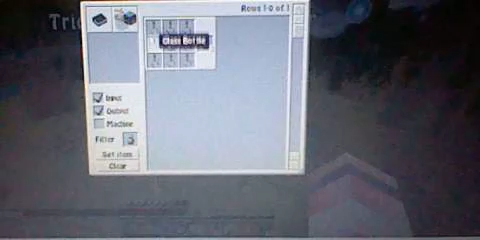 Rows 1-0 of 1
Glass Bottle
Input
Output
Machine
Filter
Set item
Clear